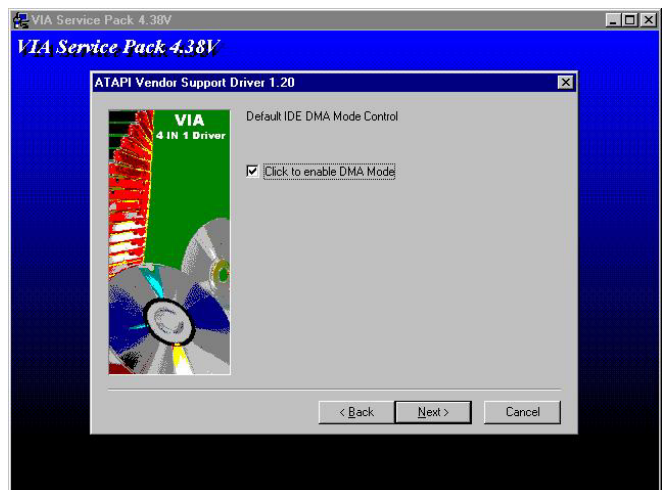 VIA Service Pack 4.38V
VIA Service Pack 4.38V
ATAPI Vendor Support Driver 1.20
VIA
4 IN 1 Driver
Default IDE DMA Mode Control
Click to enable DMA Mode
< Back
Next >
Cancel